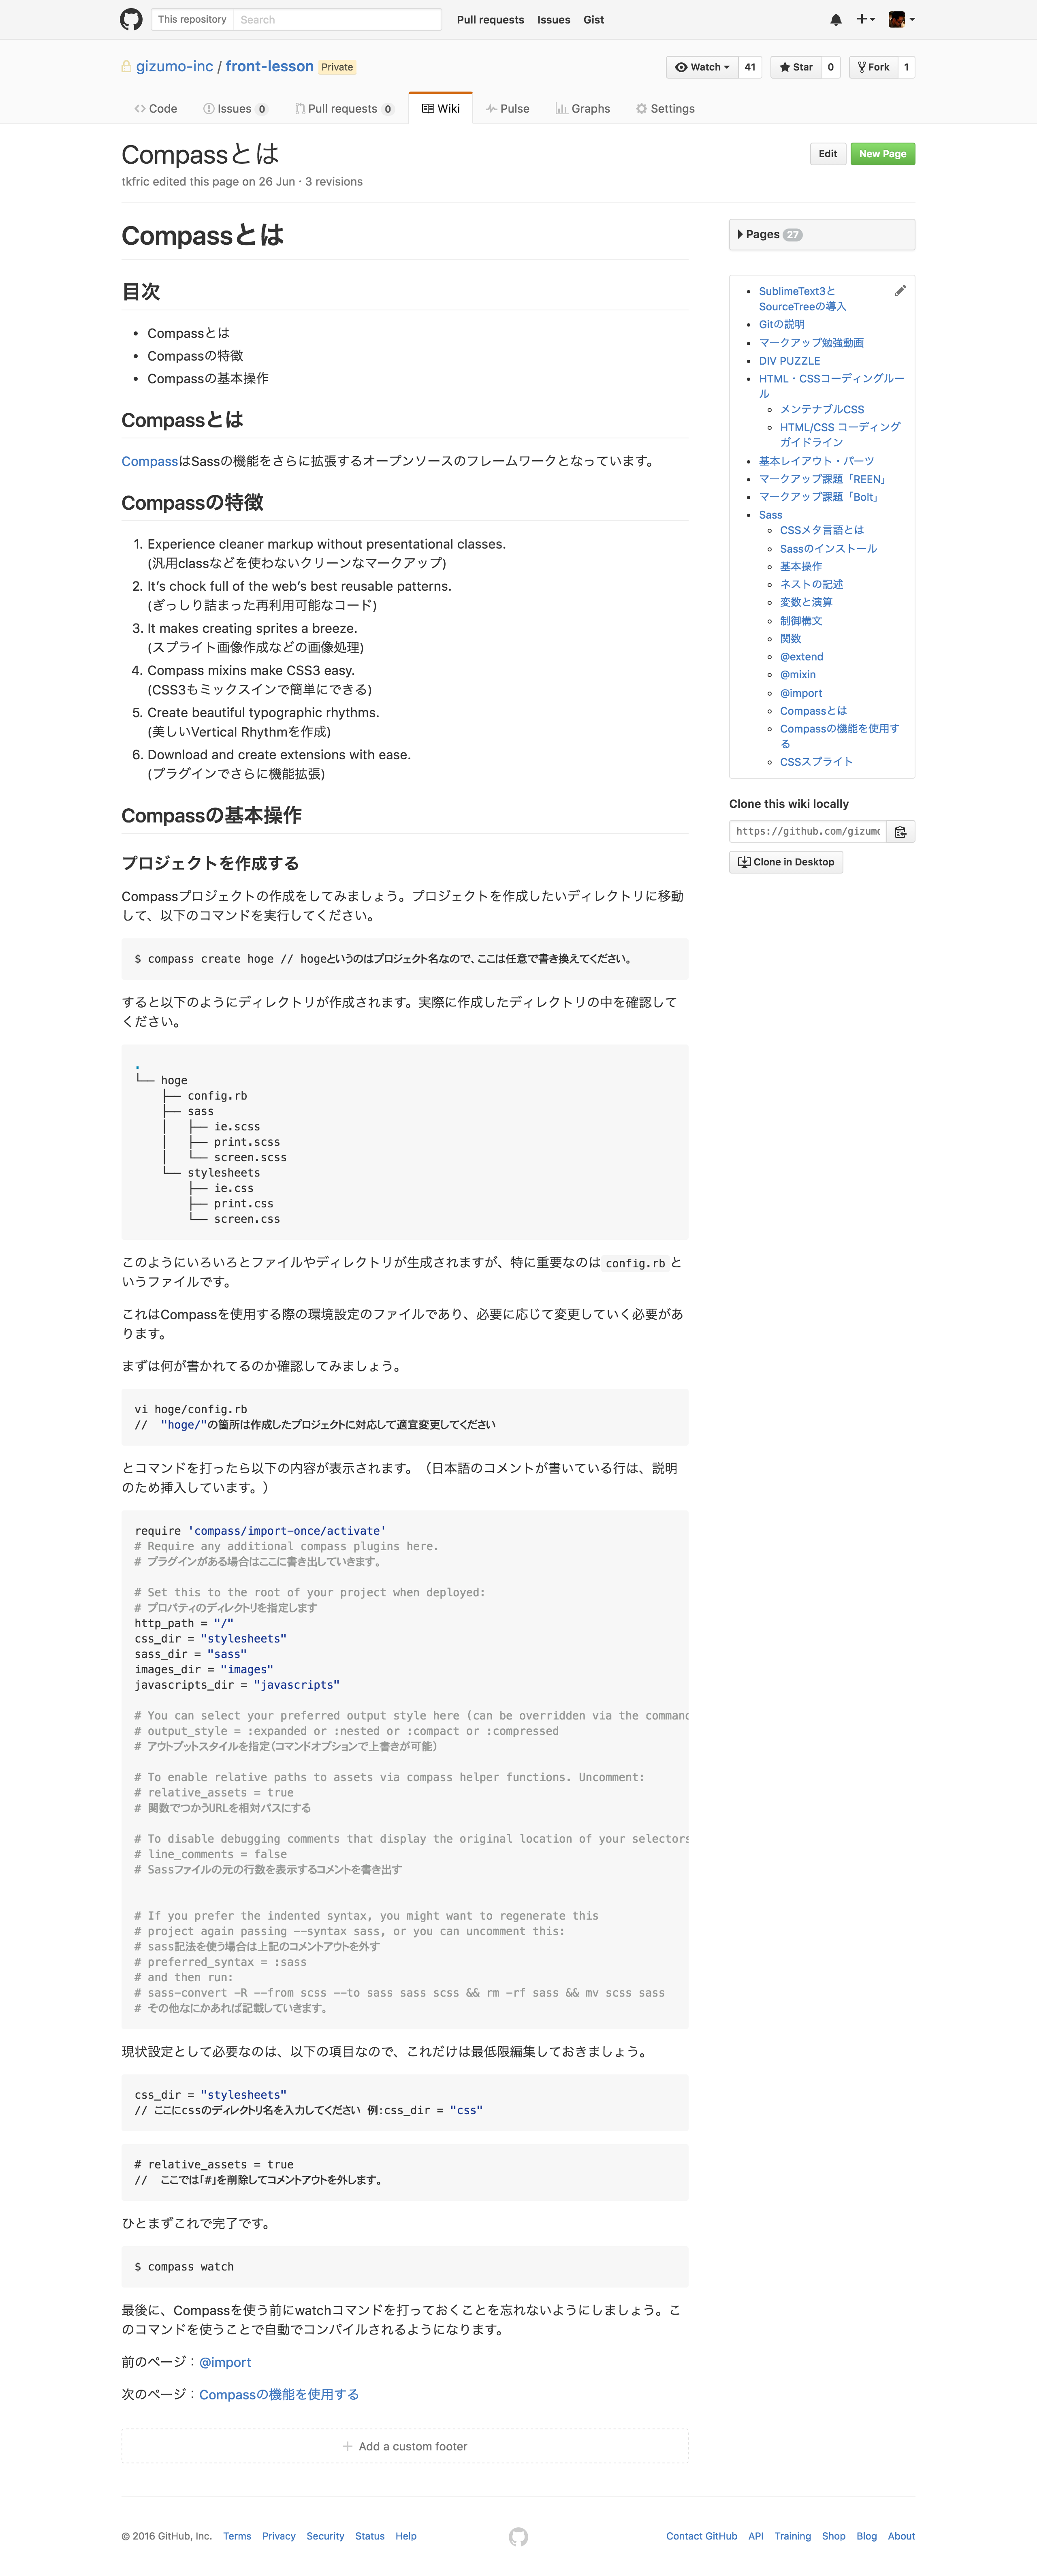 This repository Search Pull requests Issues Gist
gizumo-inc / front-lesson Private Watch 41 Star 0 Fork 1
Code Issues 0 Pull requests 0 Wiki Pulse Graphs Settings
Compassとは Edit New Page
tkfric edited this page on 26 Jun · 3 revisions
Compassとは
目次
• Compassとは
• Compassの特徴
• Compassの基本操作
Compassとは
CompassはSassの機能をさらに拡張するオープンソースのフレームワークとなっています。
Compassの特徴
1. Experience cleaner markup without presentational classes.
(汎用classなどを使わないクリーンなマークアップ)
2. It’s chock full of the web’s best reusable patterns.
(ぎっしり詰まった再利用可能なコード)
3. It makes creating sprites a breeze.
(スプライト画像作成などの画像処理)
4. Compass mixins make CSS3 easy.
(CSS3もミックスインで簡単にできる)
5. Create beautiful typographic rhythms.
(美しいVertical Rhythmを作成)
6. Download and create extensions with ease.
(プラグインでさらに機能拡張)
Compassの基本操作
プロジェクトを作成する
Compassプロジェクトの作成をしてみましょう。プロジェクトを作成したいディレクトリに移動
して、以下のコマンドを実行してください。
$ compass create hoge // hogeというのはプロジェクト名なので、ここは任意で書き換えてください。
すると以下のようにディレクトリが作成されます。実際に作成したディレクトリの中を確認して
ください。
.
└── hoge
    ├── config.rb
    ├── sass
    │   ├── ie.scss
    │   ├── print.scss
    │   └── screen.scss
    └── stylesheets
        ├── ie.css
        ├── print.css
        └── screen.css
このようにいろいろとファイルやディレクトリが生成されますが、特に重要なのは config.rb と
いうファイルです。
これはCompassを使用する際の環境設定のファイルであり、必要に応じて変更していく必要があ
ります。
まずは何が書かれてるのか確認してみましょう。
vi hoge/config.rb
//  "hoge/"の箇所は作成したプロジェクトに対応して適宜変更してください
とコマンドを打ったら以下の内容が表示されます。（日本語のコメントが書いている行は、説明
のため挿入しています。）
require 'compass/import-once/activate'
# Require any additional compass plugins here.
# プラグインがある場合はここに書き出していきます。
# Set this to the root of your project when deployed:
# プロパティのディレクトリを指定します
http_path = "/"
css_dir = "stylesheets"
sass_dir = "sass"
images_dir = "images"
javascripts_dir = "javascripts"
# You can select your preferred output style here (can be overridden via the command
# output_style = :expanded or :nested or :compact or :compressed
# アウトプットスタイルを指定（コマンドオプションで上書きが可能）
# To enable relative paths to assets via compass helper functions. Uncomment:
# relative_assets = true
# 関数でつかうURLを相対パスにする
# To disable debugging comments that display the original location of your selectors
# line_comments = false
# Sassファイルの元の行数を表示するコメントを書き出す
# If you prefer the indented syntax, you might want to regenerate this
# project again passing --syntax sass, or you can uncomment this:
# sass記法を使う場合は上記のコメントアウトを外す
# preferred_syntax = :sass
# and then run:
# sass-convert -R --from scss --to sass sass scss && rm -rf sass && mv scss sass
# その他なにかあれば記載していきます。
現状設定として必要なのは、以下の項目なので、これだけは最低限編集しておきましょう。
css_dir = "stylesheets"
// ここにcssのディレクトリ名を入力してください 例:css_dir = "css"
# relative_assets = true
//  ここでは「#」を削除してコメントアウトを外します。
ひとまずこれで完了です。
$ compass watch
最後に、Compassを使う前にwatchコマンドを打っておくことを忘れないようにしましょう。こ
のコマンドを使うことで自動でコンパイルされるようになります。
前のページ：@import
次のページ：Compassの機能を使用する
Add a custom footer
Pages 27
• SublimeText3と
SourceTreeの導入
• Gitの説明
• マークアップ勉強動画
• DIV PUZZLE
• HTML・CSSコーディングルー
ル
◦ メンテナブルCSS
◦ HTML/CSS コーディング
ガイドライン
• 基本レイアウト・パーツ
• マークアップ課題「REEN」
• マークアップ課題「Bolt」
• Sass
◦ CSSメタ言語とは
◦ Sassのインストール
◦ 基本操作
◦ ネストの記述
◦ 変数と演算
◦ 制御構文
◦ 関数
◦ @extend
◦ @mixin
◦ @import
◦ Compassとは
◦ Compassの機能を使用す
る
◦ CSSスプライト
Clone this wiki locally
https://github.com/gizumo
Clone in Desktop
© 2016 GitHub, Inc. Terms Privacy Security Status Help Contact GitHub API Training Shop Blog About